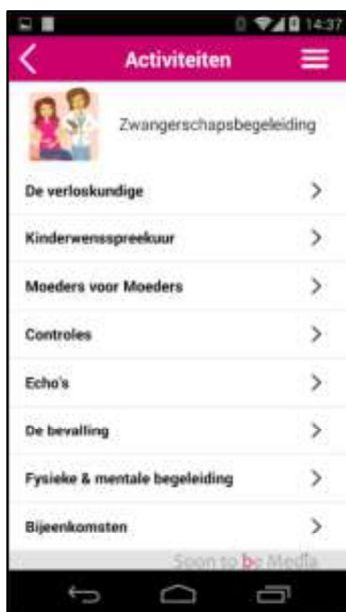 14:37
Activiteiten
Zwangerschapsbegeleiding
De verloskundige
Kinderwensspreekuur
Moeders voor Moeders
Controles
Echo's
De bevalling
Fysieke & mentale begeleiding
Bijeenkomsten
Soon to be Media